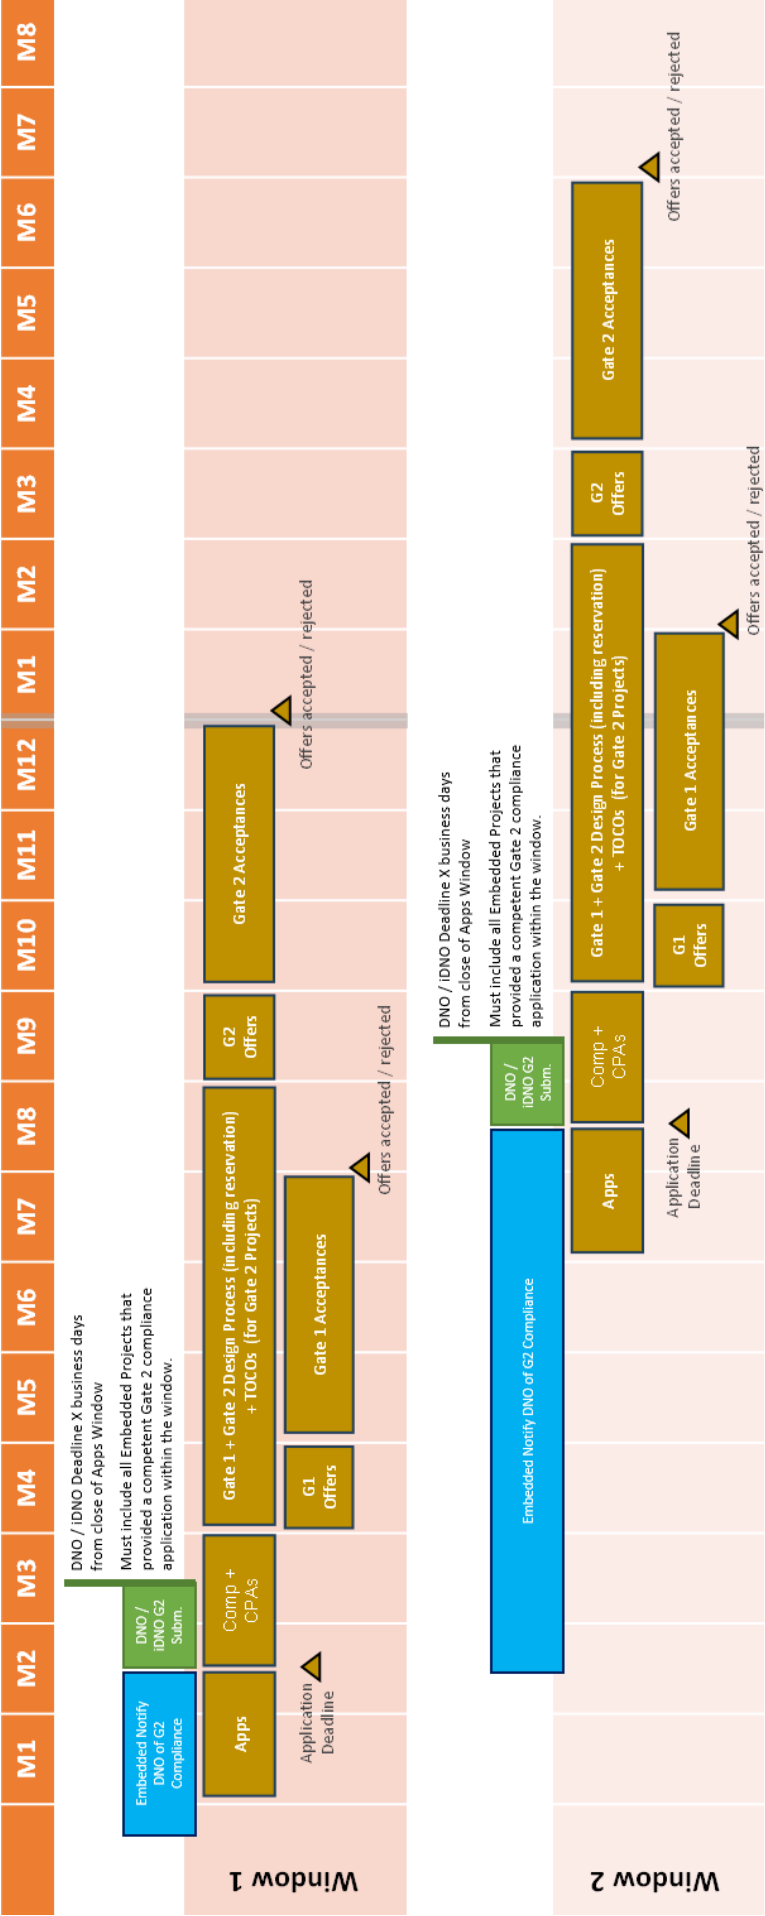 M1
M2
M3
M4
M5
M6
M7
M8
M9
M10
M11
M12
M1
M2
M3
M4
M5
M6
M7
M8
DNO / iDNO Deadline X business days
from close of Apps Window
Must include all Embedded Projects that
provided a competent Gate 2 compliance
application within the window.
Embedded Notify
DNO of G2
Compliance
DNO /
iDNO G2
Subm.
Window 1
Apps
Comp +
CPAs
Gate 1 + Gate 2 Design Process (including reservation)
+ TOCOs (for Gate 2 Projects)
G2
Offers
Gate 2 Acceptances
G1
Offers
Gate 1 Acceptances
Application
Deadline
Offers accepted / rejected
Offers accepted / rejected
DNO / iDNO Deadline X business days
from close of Apps Window
Must include all Embedded Projects that
provided a competent Gate 2 compliance
application within the window.
Embedded Notify DNO of G2 Compliance
DNO /
iDNO G2
Subm.
Window 2
Apps
Comp +
CPAs
Gate 1 + Gate 2 Design Process (including reservation)
+ TOCOs (for Gate 2 Projects)
G2
Offers
Gate 2 Acceptances
G1
Offers
Gate 1 Acceptances
Application
Deadline
Offers accepted / rejected
Offers accepted / rejected